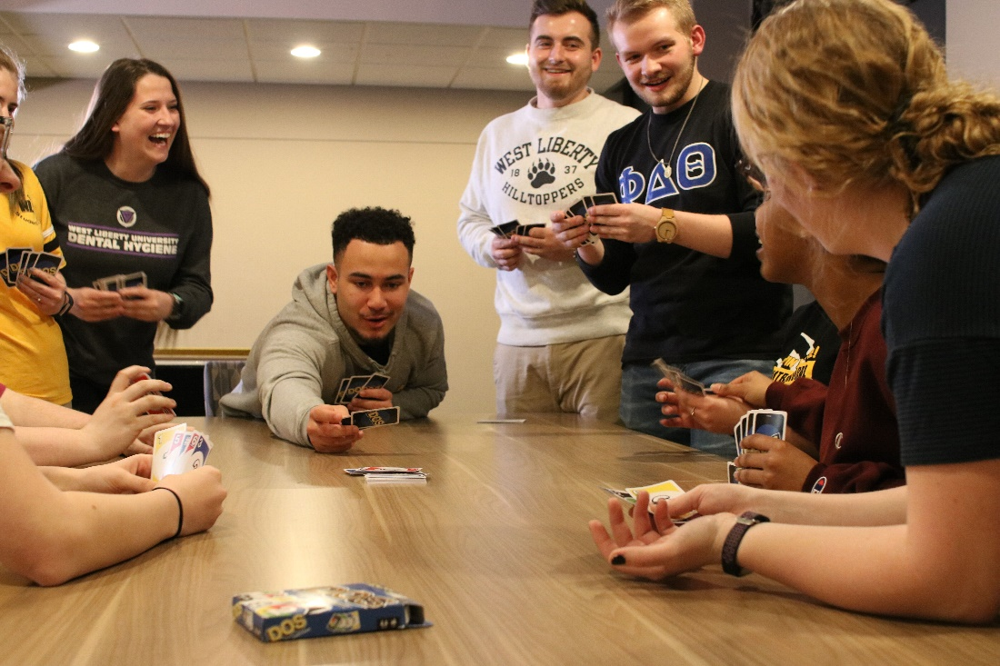 WEST LIBERTY UNIVERSITY
DENTAL HYGIENE
WEST LIBERTY
18 37
HILLTOPPERS
ΦΔΘ
DOS
DOS